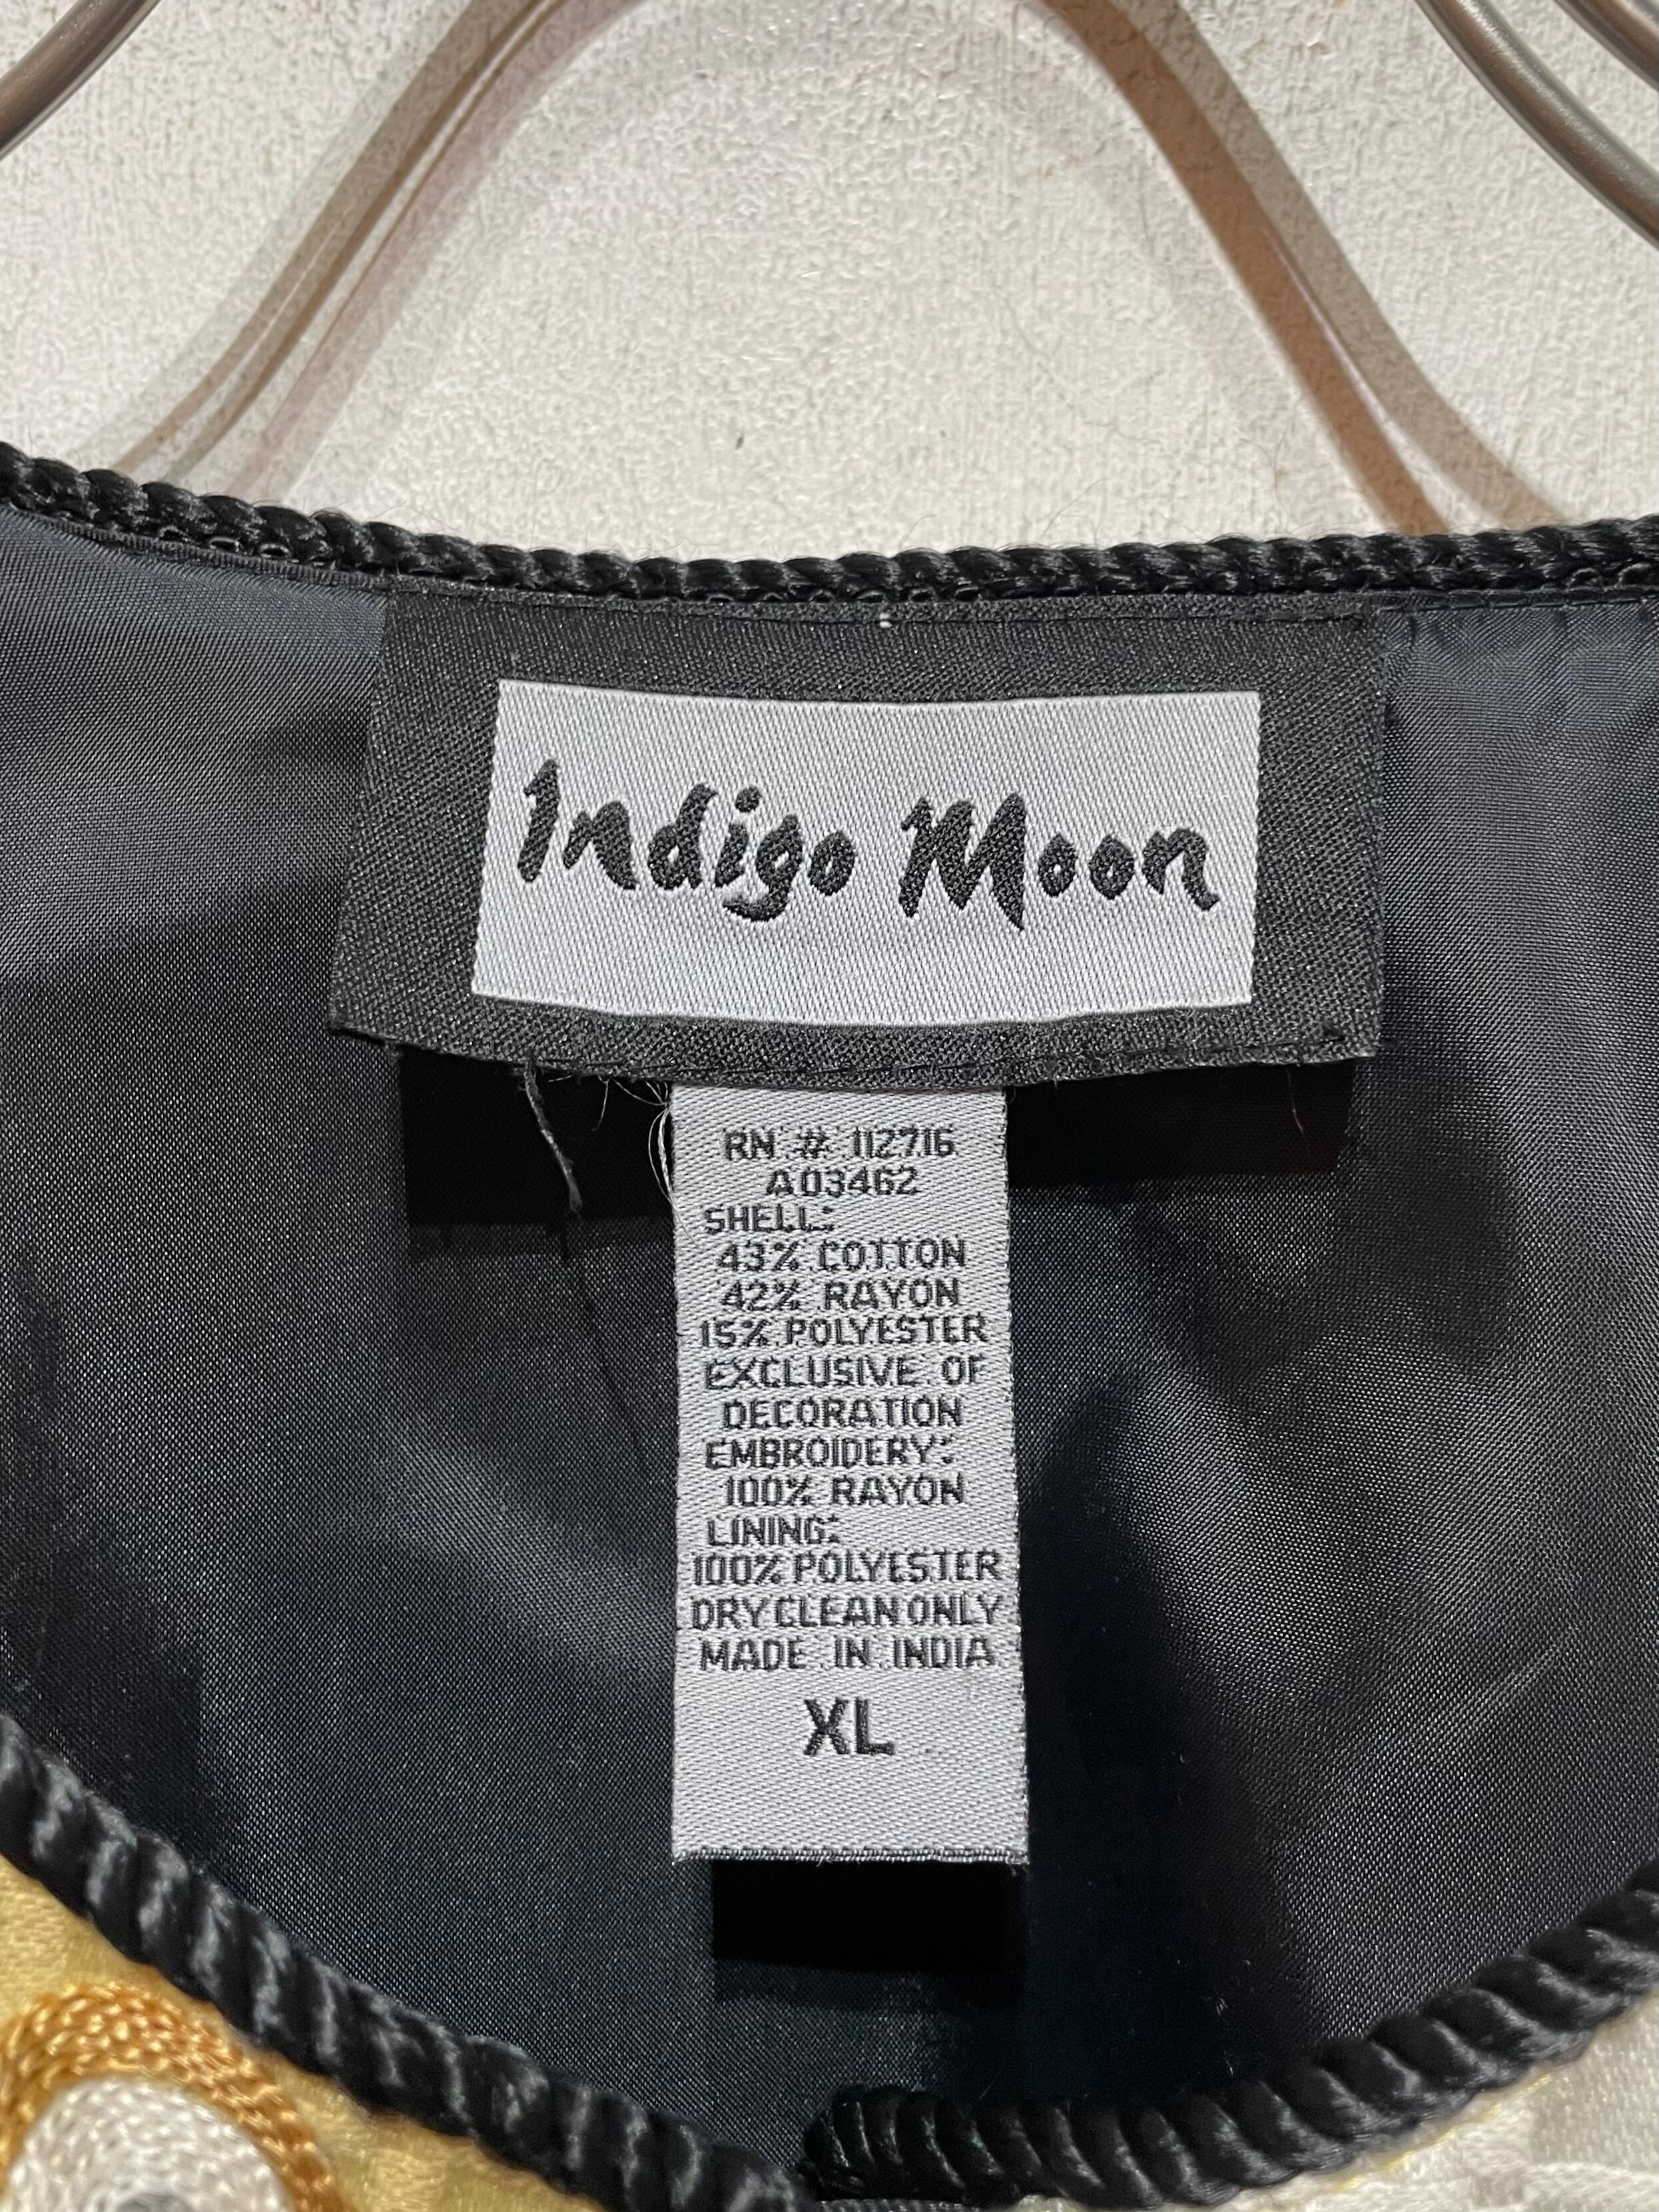 Indigo Moon
RN # 112716
A03462
SHELL:
43% COTTON
42% RAYON
15% POLYESTER
EXCLUSIVE OF
DECORATION
EMBROIDERY:
100% RAYON
LINING:
100% POLYESTER
DRY CLEAN ONLY
MADE IN INDIA
XL